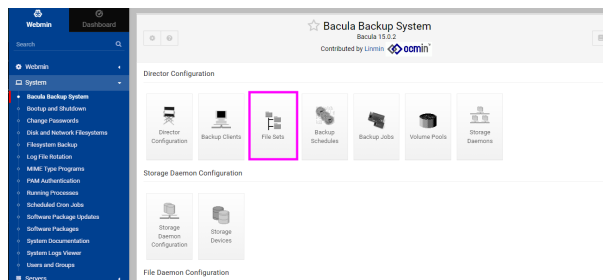 Webmin
Dashboard
Search
Webmin
System
Bacula Backup System
Bootup and Shutdown
Change Passwords
Disk and Network Filesystems
Filesystem Backup
Log File Rotation
MIME Type Programs
PAM Authentication
Running Processes
Scheduled Cron Jobs
Software Package Updates
Software Packages
System Documentation
System Logs Viewer
Users and Groups
Servers
Bacula Backup System
Bacula 15.0.2
Contributed by Linmin
ocmin
Director Configuration
Director
Configuration
Backup Clients
File Sets
Backup
Schedules
Backup Jobs
Volume Pools
Storage
Daemons
Storage Daemon Configuration
Storage
Daemon
Configuration
Storage
Devices
File Daemon Configuration